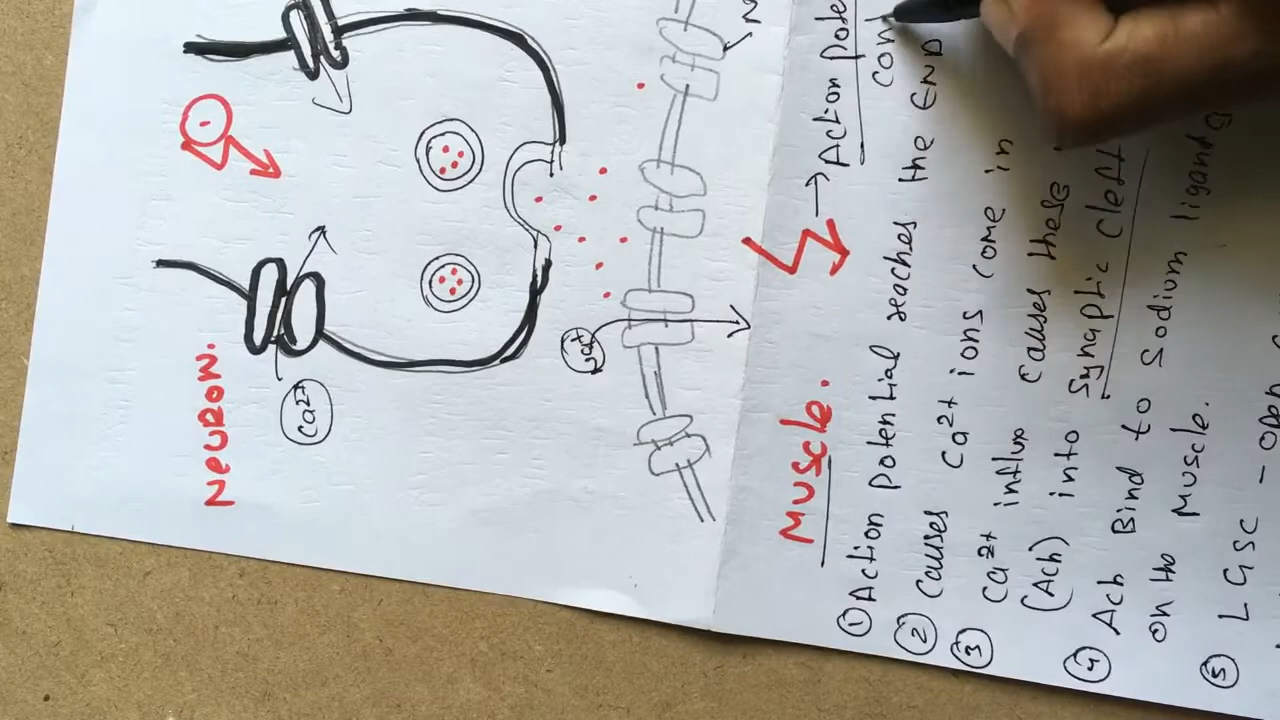 NEUROW.
Ca2+
Na+
N
Muscle.
→ Action Pote
Con
① Action potential reaches the END
② causes Ca2+ ions come in
③ Ca2+ influx causes these
(Ach) into Synaptic cleft
④ Ach Bind to Sodium ligand g
on the Muscle.
⑤ LGSC - open